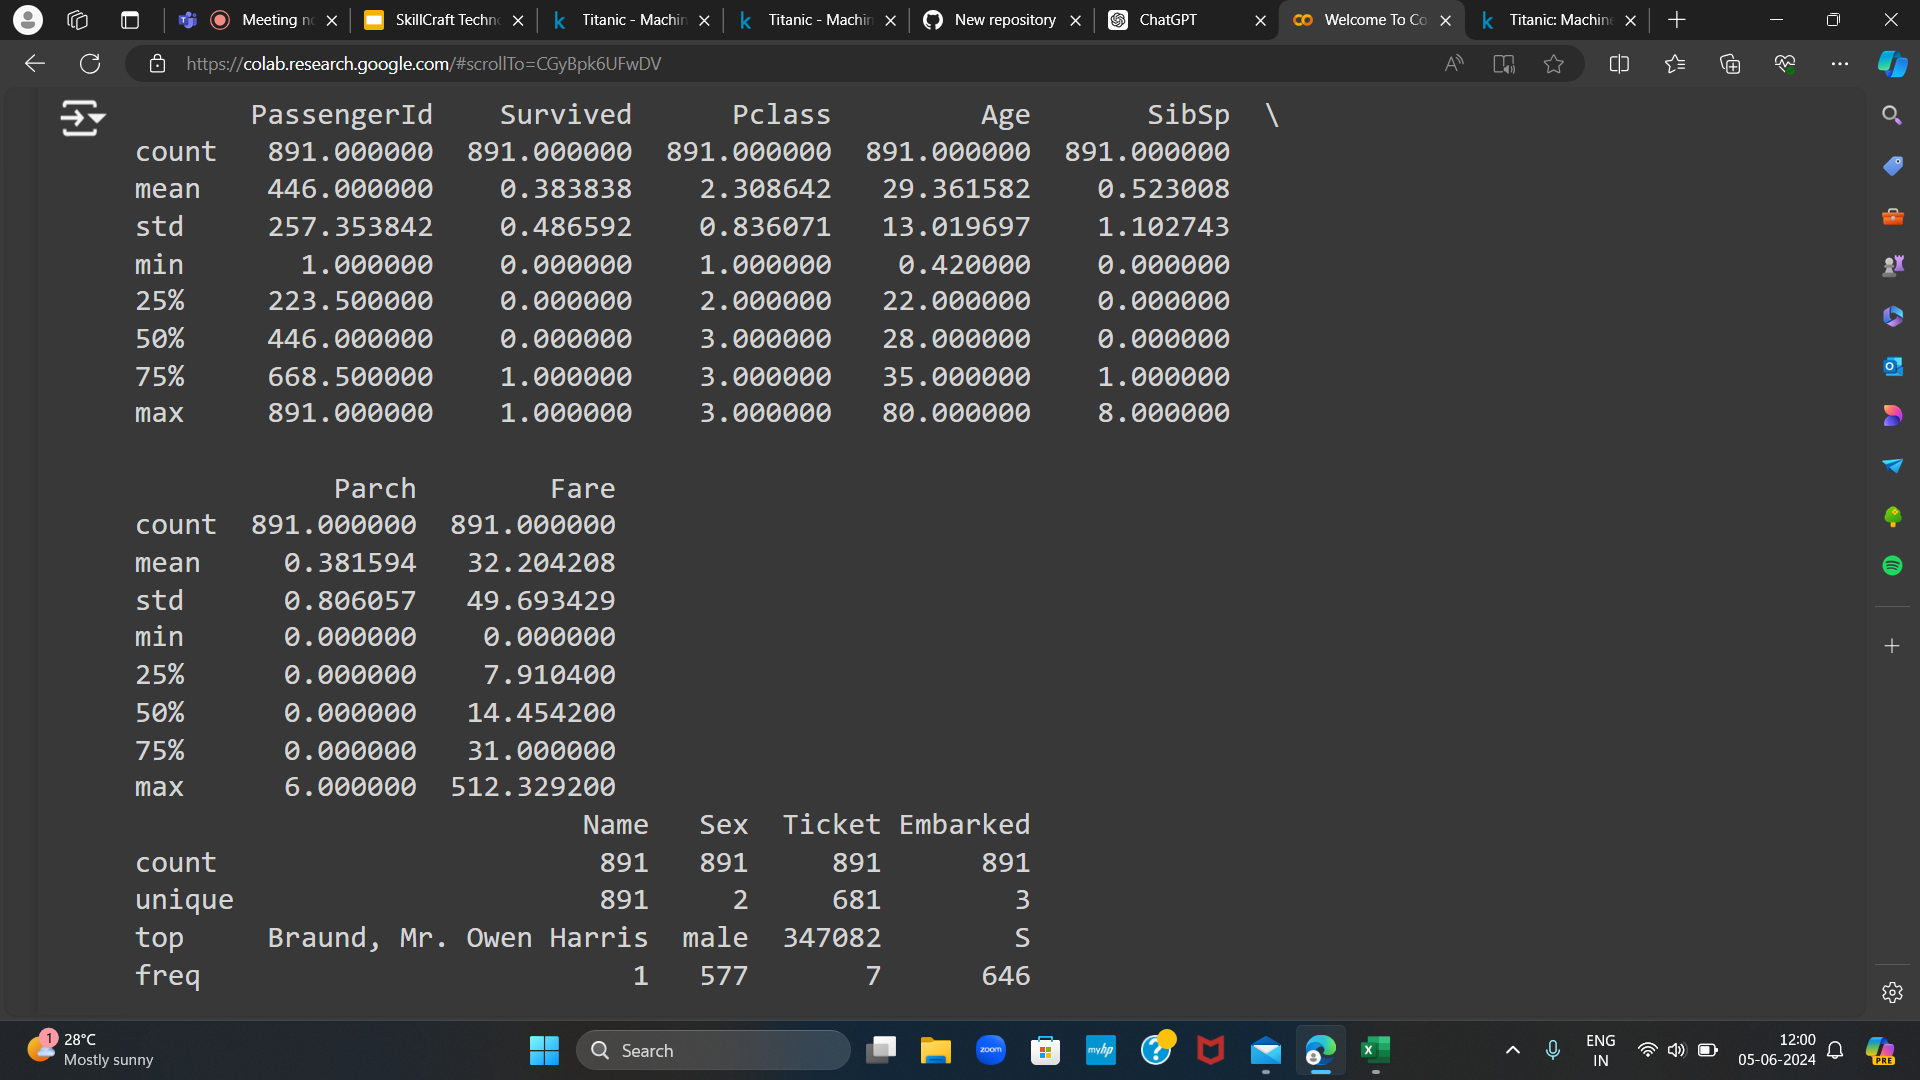 Meeting n
SkillCraft Techn
Titanic - Machin
Titanic - Machin
New repository
ChatGPT
Welcome To Co
Titanic: Machine
https://colab.research.google.com/#scrollTo=CGyBpk6UFwDV
PassengerId Survived Pclass Age SibSp \
count 891.000000 891.000000 891.000000 891.000000 891.000000
mean 446.000000 0.383838 2.308642 29.361582 0.523008
std 257.353842 0.486592 0.836071 13.019697 1.102743
min 1.000000 0.000000 1.000000 0.420000 0.000000
25% 223.500000 0.000000 2.000000 22.000000 0.000000
50% 446.000000 0.000000 3.000000 28.000000 0.000000
75% 668.500000 1.000000 3.000000 35.000000 1.000000
max 891.000000 1.000000 3.000000 80.000000 8.000000
Parch Fare
count 891.000000 891.000000
mean 0.381594 32.204208
std 0.806057 49.693429
min 0.000000 0.000000
25% 0.000000 7.910400
50% 0.000000 14.454200
75% 0.000000 31.000000
max 6.000000 512.329200
Name Sex Ticket Embarked
count 891 891 891 891
unique 891 2 681 3
top Braund, Mr. Owen Harris male 347082 S
freq 1 577 7 646
1
28°C
Mostly sunny
Search
zoom
myhp
ENG
IN
12:00
05-06-2024
PRE